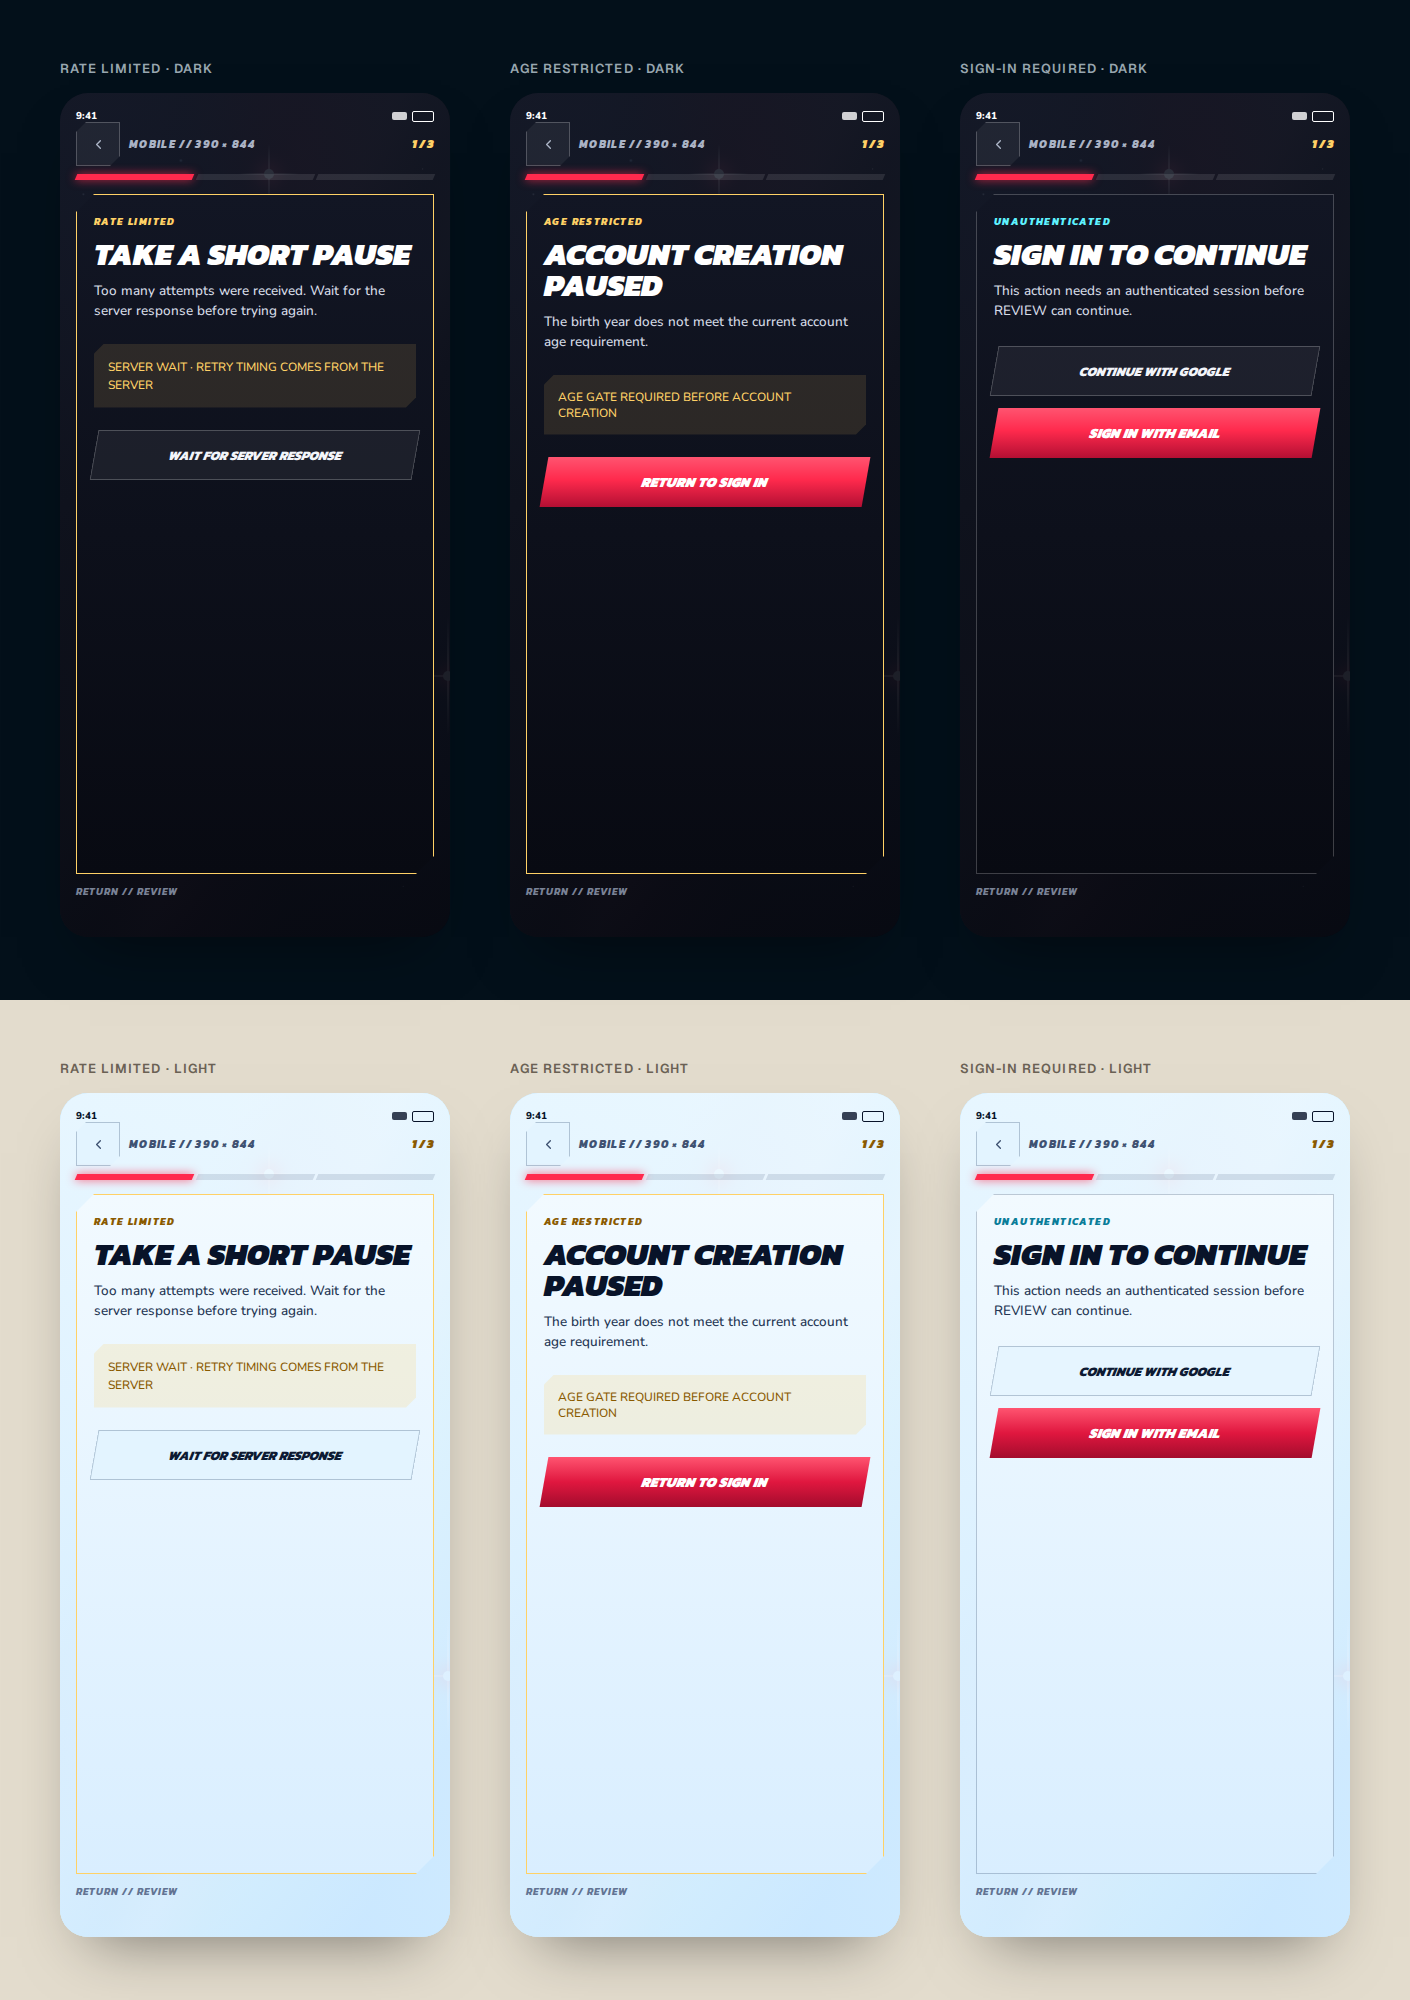 RATE LIMITED · DARK
9:41
MOBILE // 390 × 844
1/3
RATE LIMITED
TAKE A SHORT PAUSE
Too many attempts were received. Wait for the
server response before trying again.
SERVER WAIT · RETRY TIMING COMES FROM THE
SERVER
WAIT FOR SERVER RESPONSE
RETURN // REVIEW
AGE RESTRICTED · DARK
9:41
MOBILE // 390 × 844
1/3
AGE RESTRICTED
ACCOUNT CREATION
PAUSED
The birth year does not meet the current account
age requirement.
AGE GATE REQUIRED BEFORE ACCOUNT
CREATION
RETURN TO SIGN IN
RETURN // REVIEW
SIGN-IN REQUIRED · DARK
9:41
MOBILE // 390 × 844
1/3
UNAUTHENTICATED
SIGN IN TO CONTINUE
This action needs an authenticated session before
REVIEW can continue.
CONTINUE WITH GOOGLE
SIGN IN WITH EMAIL
RETURN // REVIEW
RATE LIMITED · LIGHT
9:41
MOBILE // 390 × 844
1/3
RATE LIMITED
TAKE A SHORT PAUSE
Too many attempts were received. Wait for the
server response before trying again.
SERVER WAIT · RETRY TIMING COMES FROM THE
SERVER
WAIT FOR SERVER RESPONSE
RETURN // REVIEW
AGE RESTRICTED · LIGHT
9:41
MOBILE // 390 × 844
1/3
AGE RESTRICTED
ACCOUNT CREATION
PAUSED
The birth year does not meet the current account
age requirement.
AGE GATE REQUIRED BEFORE ACCOUNT
CREATION
RETURN TO SIGN IN
RETURN // REVIEW
SIGN-IN REQUIRED · LIGHT
9:41
MOBILE // 390 × 844
1/3
UNAUTHENTICATED
SIGN IN TO CONTINUE
This action needs an authenticated session before
REVIEW can continue.
CONTINUE WITH GOOGLE
SIGN IN WITH EMAIL
RETURN // REVIEW